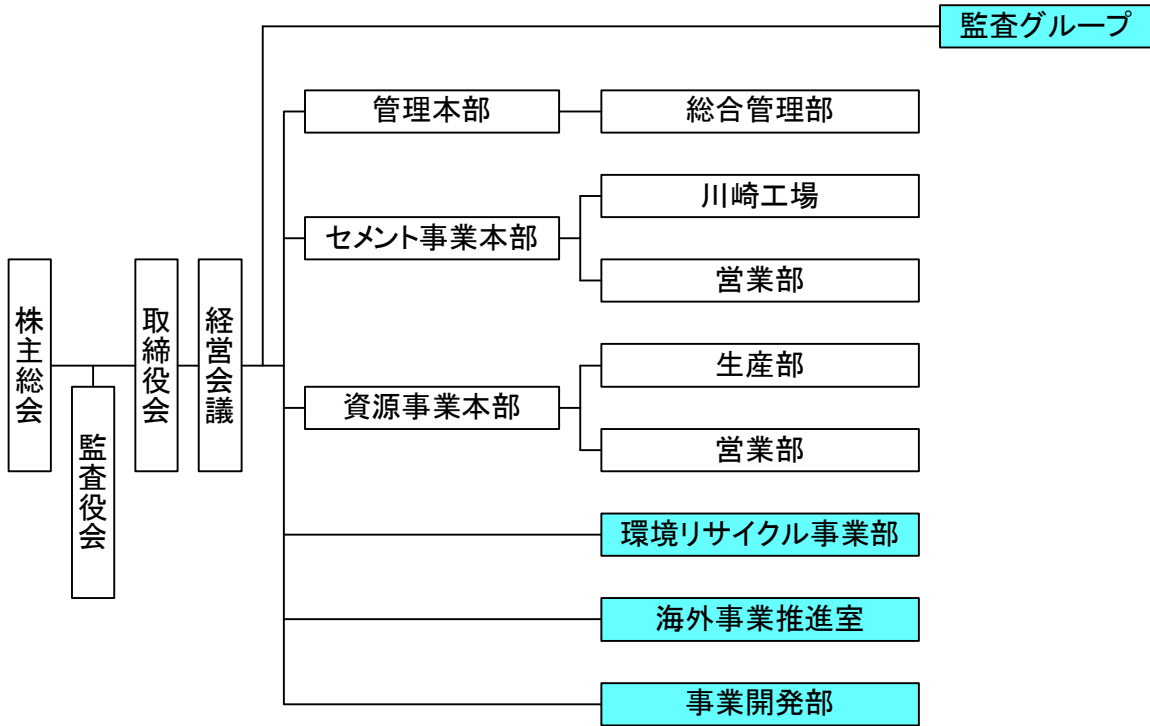 監査グループ
管理本部
総合管理部
川崎工場
セメント事業本部
営業部
株主総会
監査役会
取締役会
経営会議
生産部
資源事業本部
営業部
環境リサイクル事業部
海外事業推進室
事業開発部